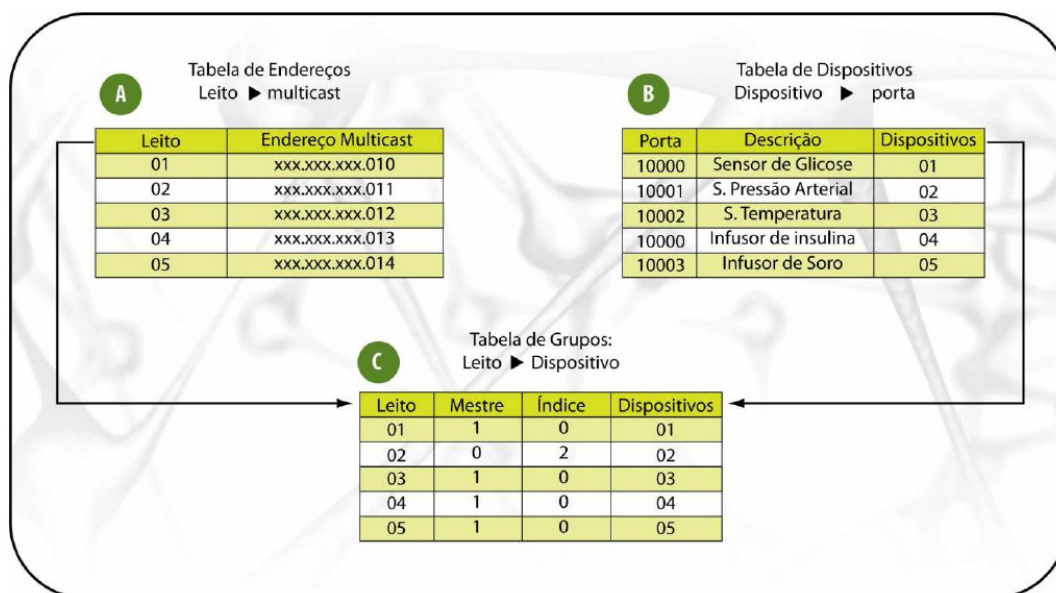 A
Tabela de Endereços
Leito ▶ multicast
Leito Endereço Multicast
01 xxx.xxx.xxx.010
02 xxx.xxx.xxx.011
03 xxx.xxx.xxx.012
04 xxx.xxx.xxx.013
05 xxx.xxx.xxx.014
B
Tabela de Dispositivos
Dispositivo ▶ porta
Porta Descrição Dispositivos
10000 Sensor de Glicose 01
10001 S. Pressão Arterial 02
10002 S. Temperatura 03
10000 Infusor de insulina 04
10003 Infusor de Soro 05
C
Tabela de Grupos:
Leito ▶ Dispositivo
Leito Mestre Índice Dispositivos
01 1 0 01
02 0 2 02
03 1 0 03
04 1 0 04
05 1 0 05